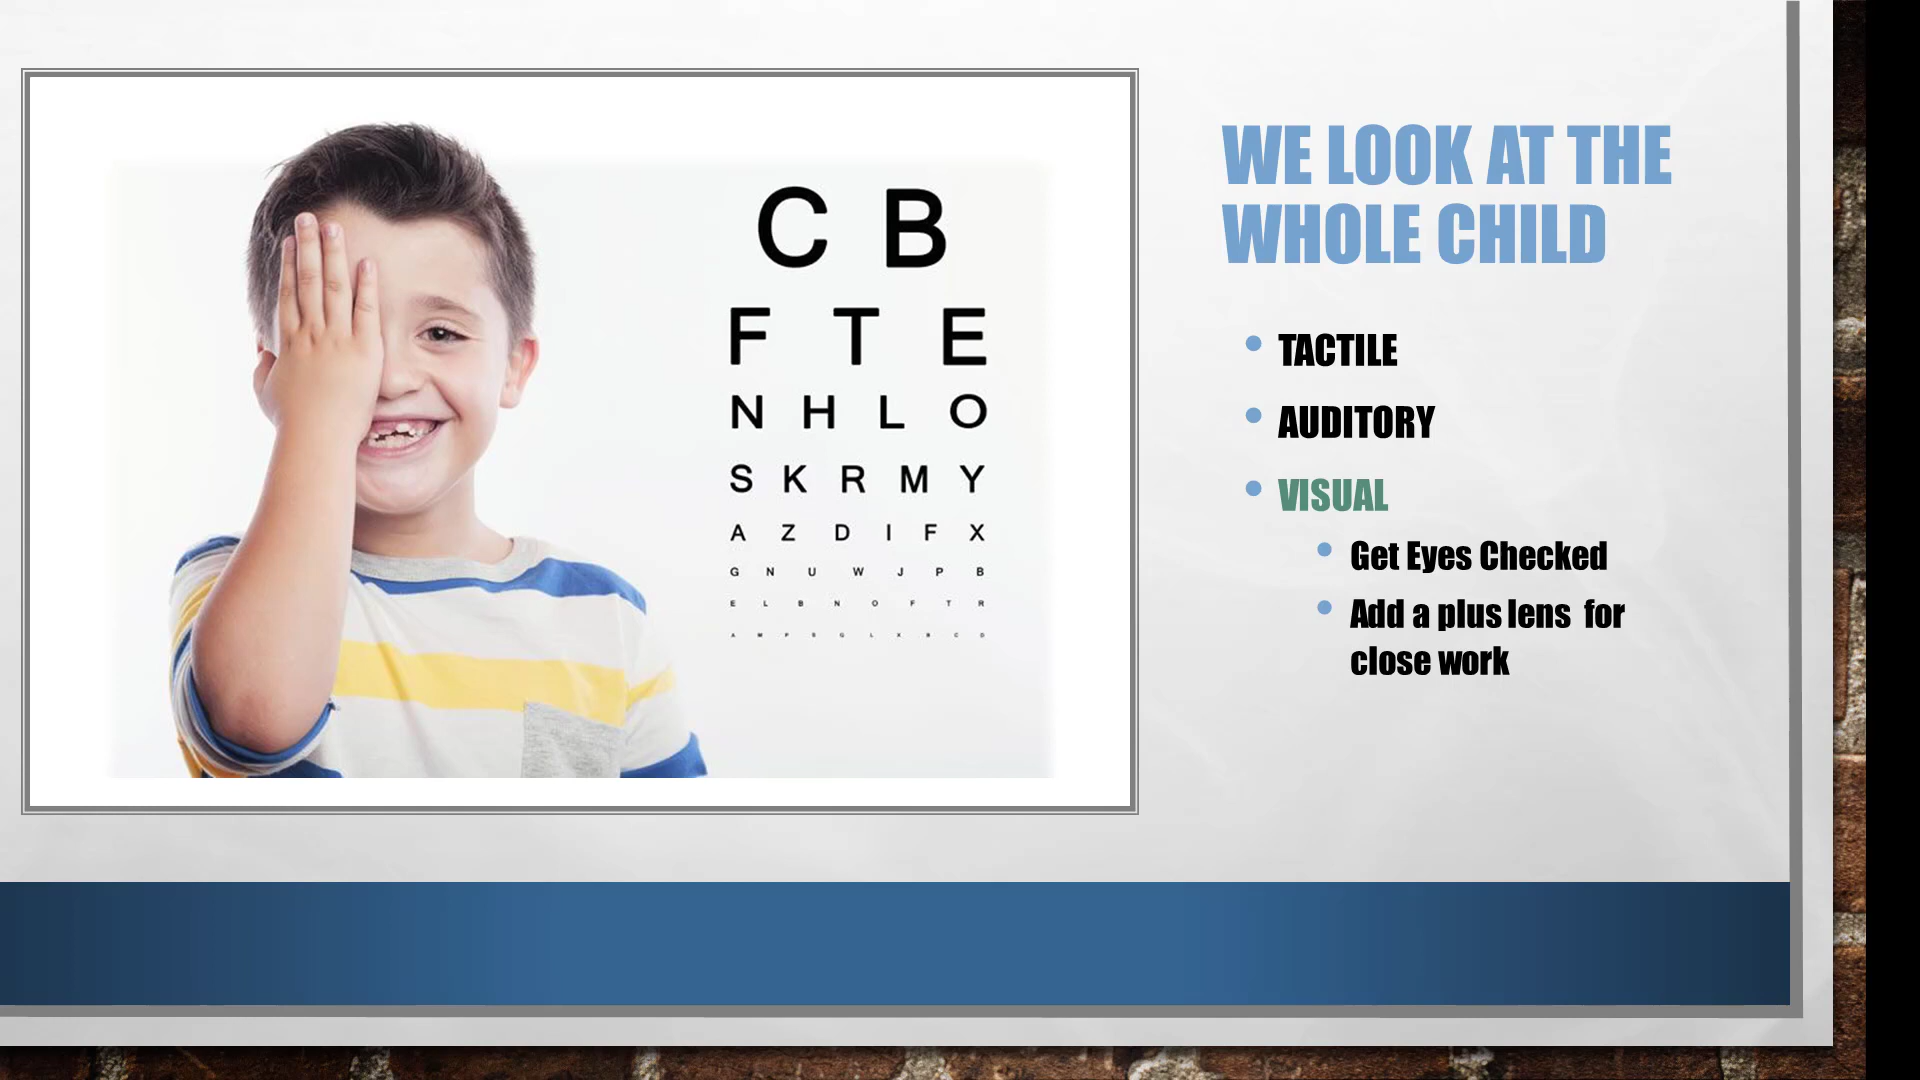 C B
F T E
N H L O
S K R M Y
A Z D I F X
G N U W J P B
E L B N O F T R
WE LOOK AT THE
WHOLE CHILD
• TACTILE
• AUDITORY
• VISUAL
• Get Eyes Checked
• Add a plus lens for
close work